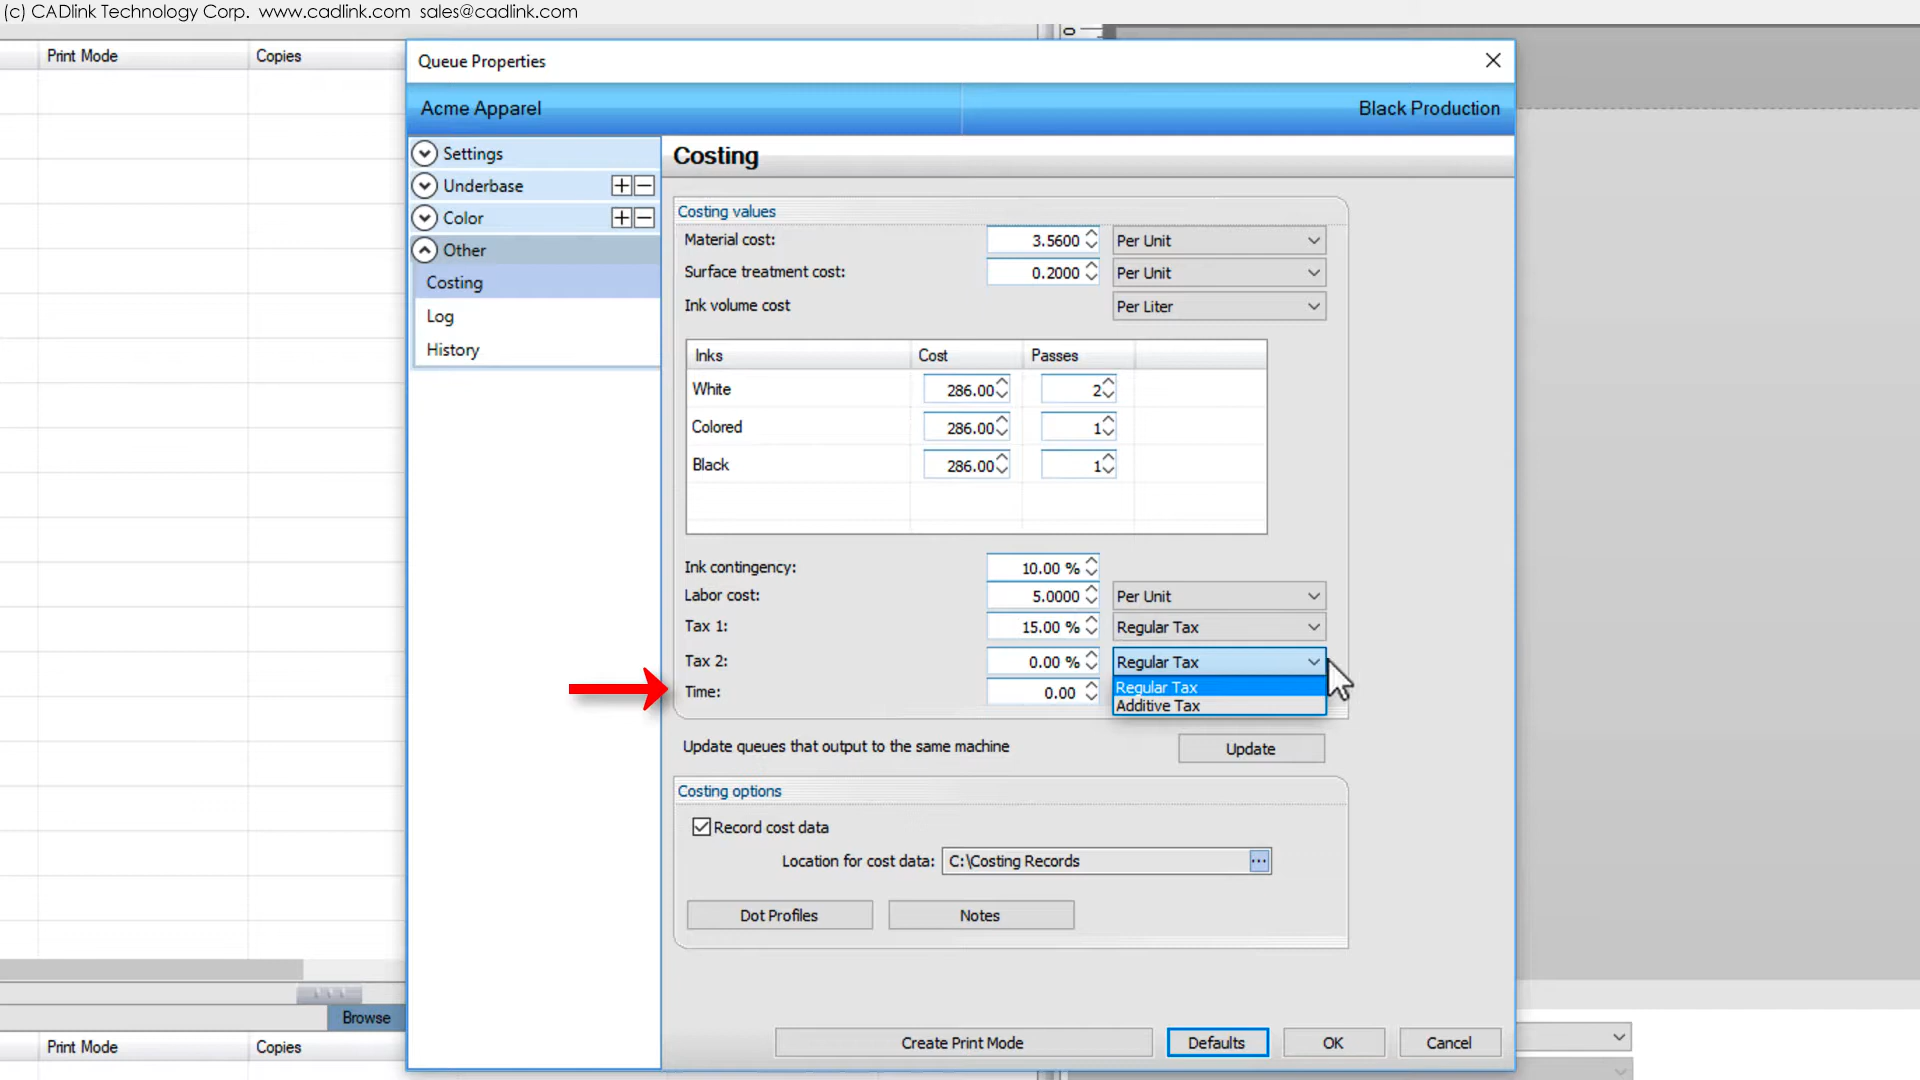 (c) CADlink Technology Corp. www.cadlink.com sales@cadlink.com
Print Mode Copies
0
Queue Properties
Acme Apparel Black Production
Settings
Underbase
Color
Other
Costing
Log
History
Costing
Costing values
Material cost: 3.5600 Per Unit
Surface treatment cost: 0.2000 Per Unit
Ink volume cost Per Liter
Inks Cost Passes
White 286.00 2
Colored 286.00 1
Black 286.00 1
Ink contingency: 10.00 %
Labor cost: 5.0000 Per Unit
Tax 1: 15.00 % Regular Tax
Tax 2: 0.00 % Regular Tax
Regular Tax
Additive Tax
Time: 0.00
Update queues that output to the same machine Update
Costing options
Record cost data
Location for cost data: C:\Costing Records ...
Dot Profiles Notes
Create Print Mode Defaults OK Cancel
Browse
Print Mode Copies